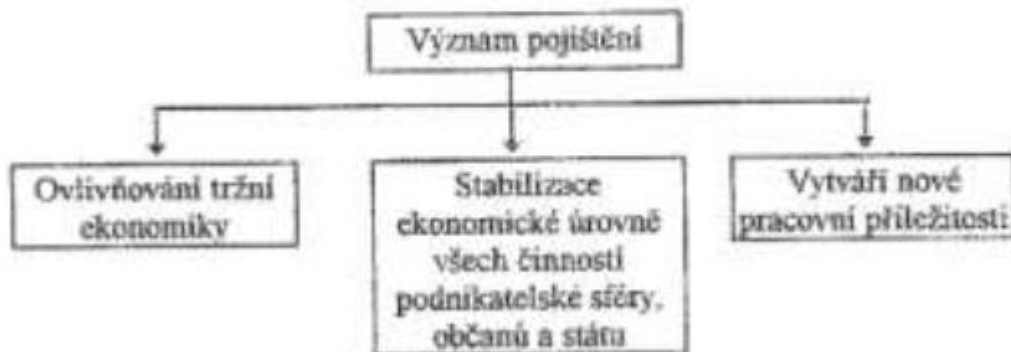 Význam pojištění
Ovlivňování tržní
ekonomiky
Stabilizace
ekonomické úrovně
všech činností
podnikatelské sféry,
občanů a státu
Vytváří nové
pracovní příležitosti